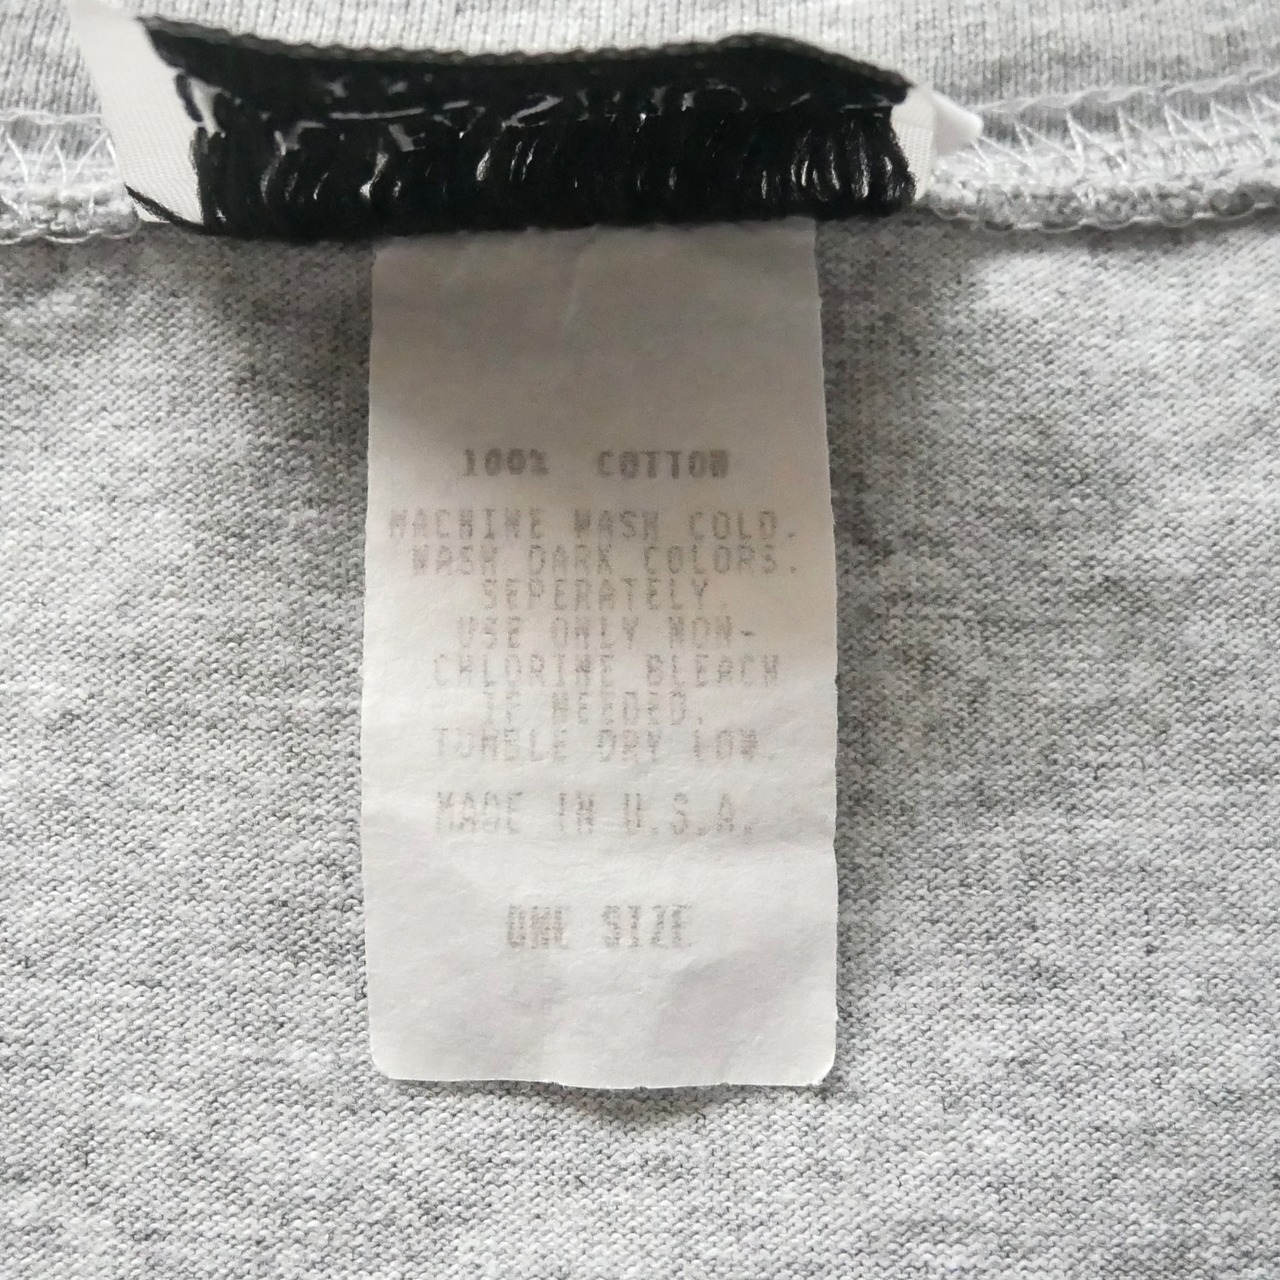 100% COTTON
MACHINE WASH COLD.
WASH DARK COLORS.
SEPERATELY.
USE ONLY NON-
CHLORINE BLEACH
IF NEEDED.
TUMBLE DRY LOW.
MADE IN U.S.A.
ONE SIZE